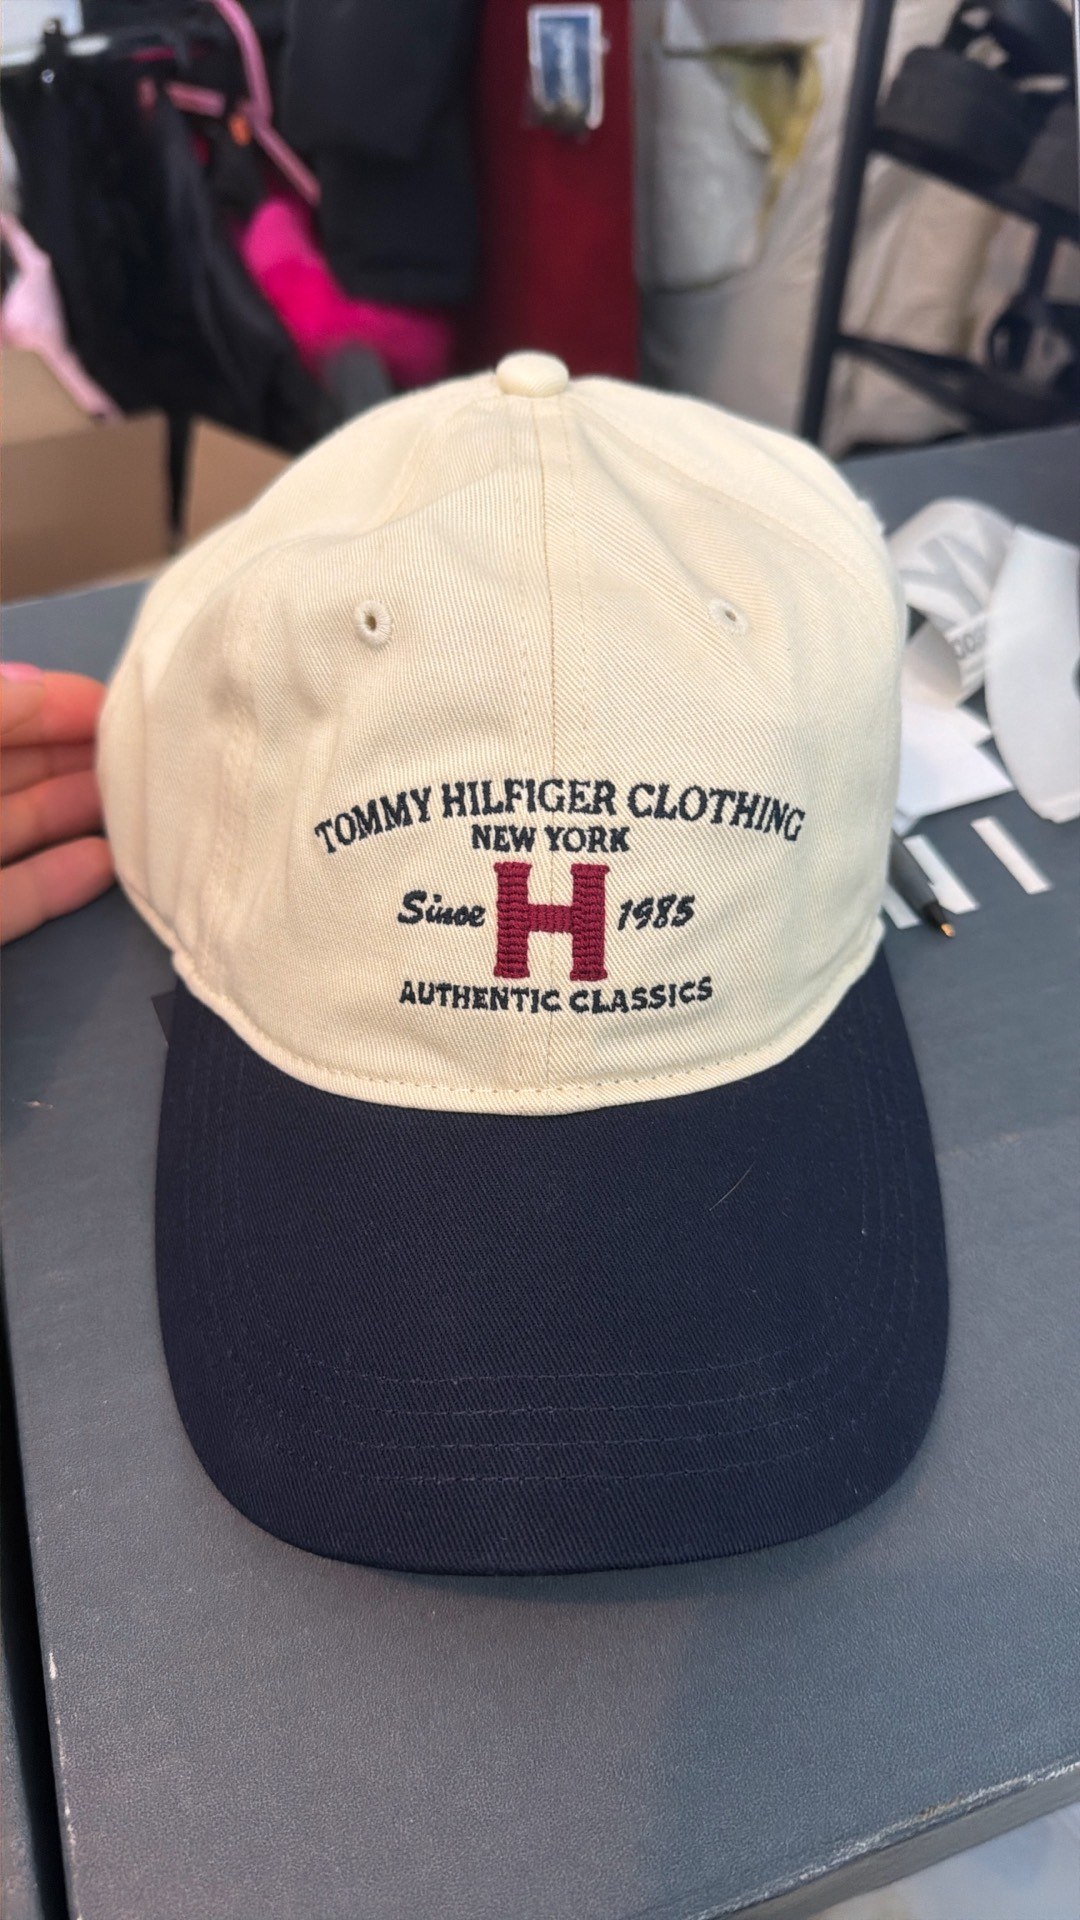 TOMMY HILFIGER CLOTHING
NEW YORK
Since H 1985
AUTHENTIC CLASSICS